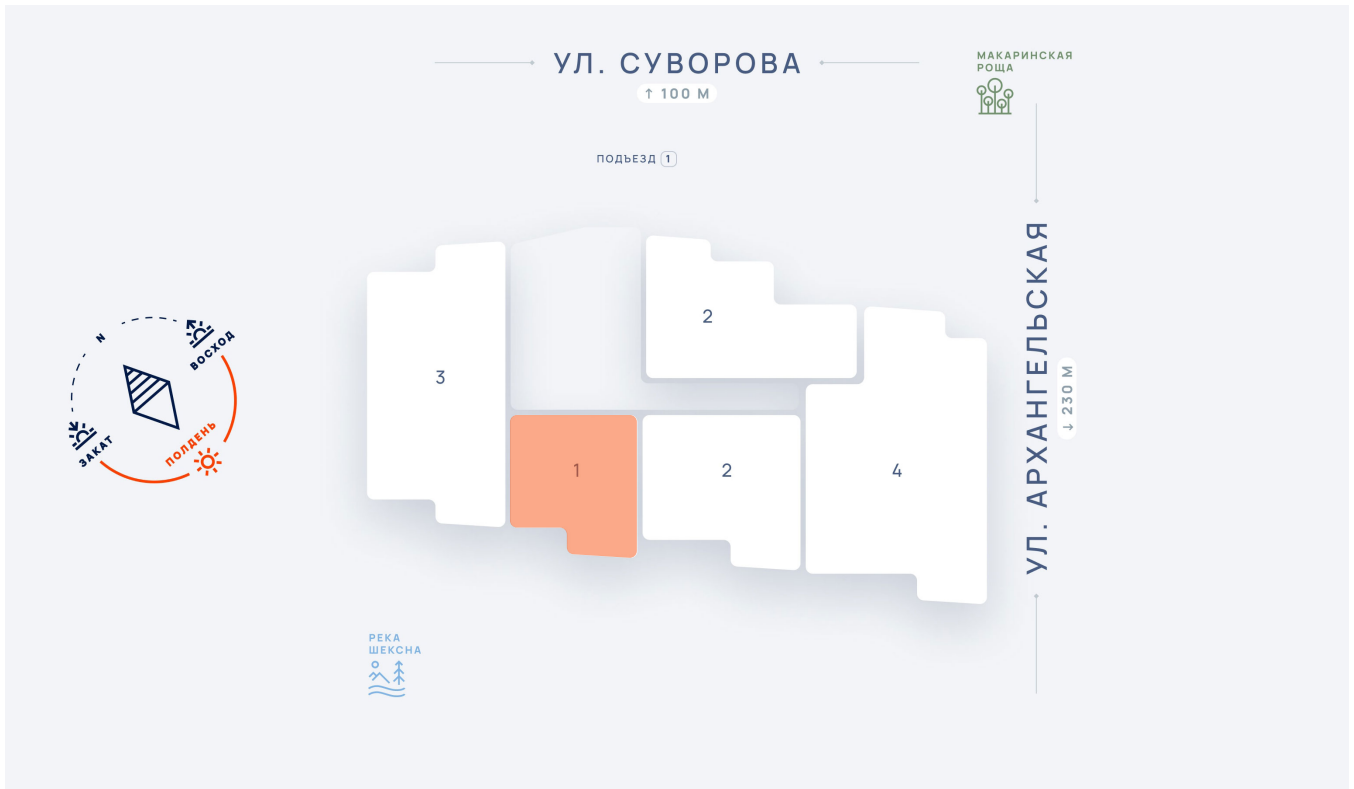 УЛ. СУВОРОВА
↑ 100 М
МАКАРИНСКАЯ
РОЩА
ПОДЪЕЗД 1
УЛ. АРХАНГЕЛЬСКАЯ
↓ 230 М
2
3
1
2
4
N
ВОСХОД
ПОЛДЕНЬ
ЗАКАТ
РЕКА
ШЕКСНА